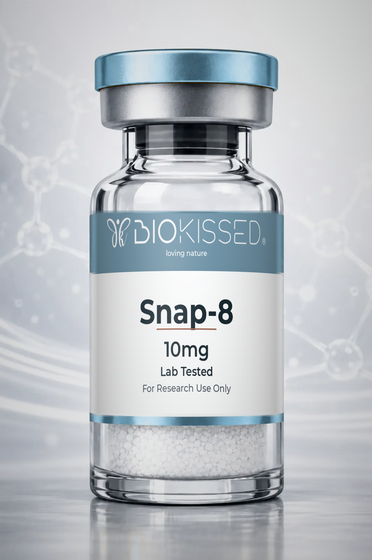 BIOKISSED®
loving nature
Snap-8
10mg
Lab Tested
For Research Use Only